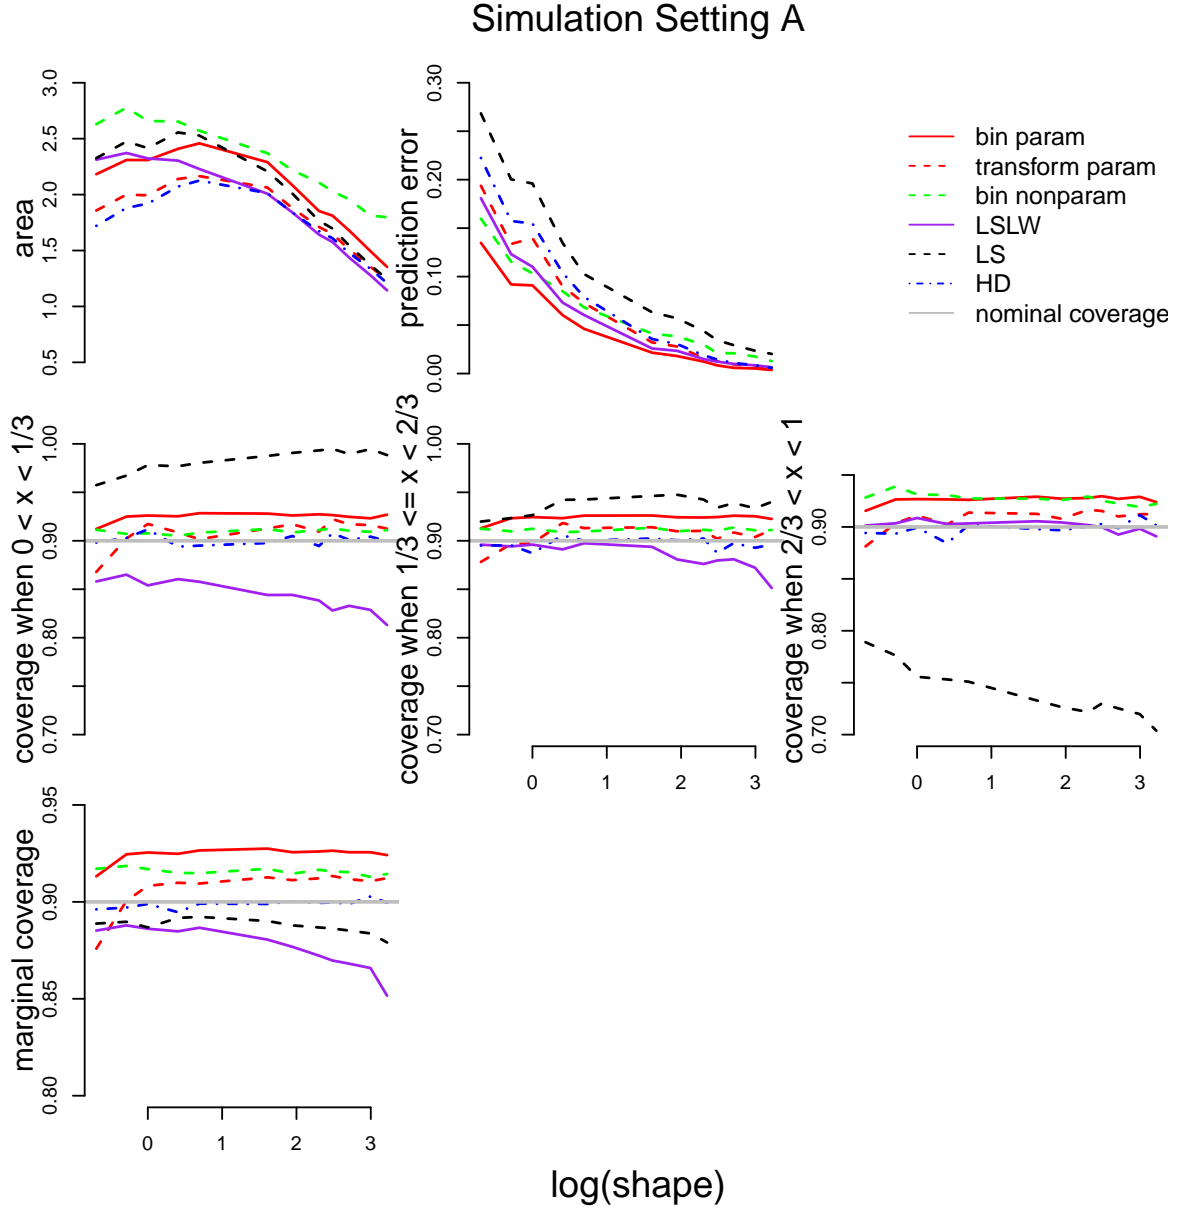 Simulation Setting A
area
0.5
1.0
1.5
2.0
2.5
3.0
prediction error
0.00
0.10
0.20
0.30
bin param
transform param
bin nonparam
LSLW
LS
HD
nominal coverage
coverage when 0 < x < 1/3
0.70
0.80
0.90
1.00
coverage when 1/3 <= x < 2/3
0.70
0.80
0.90
1.00
0
1
2
3
coverage when 2/3 < x < 1
0.70
0.80
0.90
0
1
2
3
marginal coverage
0.80
0.85
0.90
0.95
0
1
2
3
log(shape)